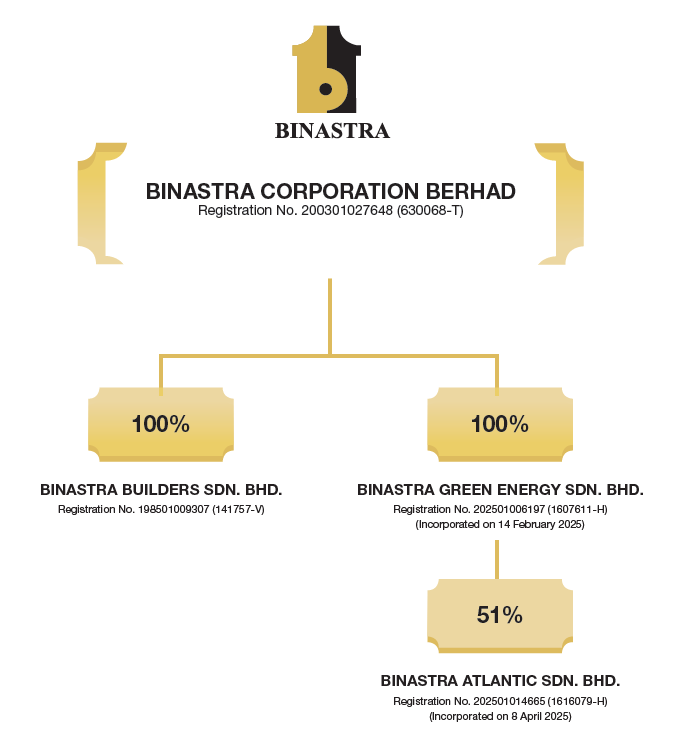 BINASTRA
BINASTRA CORPORATION BERHAD
Registration No. 200301027648 (630068-T)
100%
100%
BINASTRA BUILDERS SDN. BHD.
Registration No. 198501009307 (141757-V)
BINASTRA GREEN ENERGY SDN. BHD.
Registration No. 202501006197 (1607611-H)
(Incorporated on 14 February 2025)
51%
BINASTRA ATLANTIC SDN. BHD.
Registration No. 202501014665 (1616079-H)
(Incorporated on 8 April 2025)